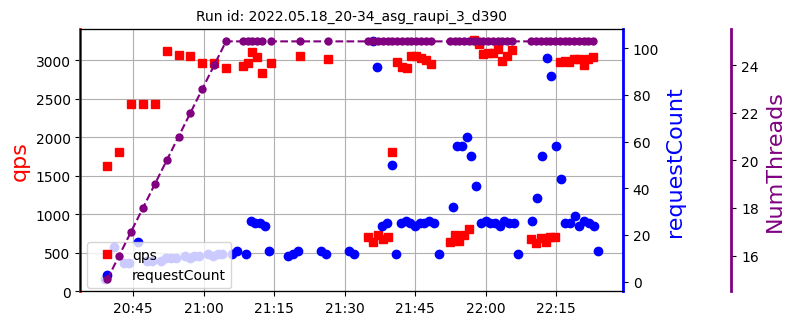 Run id: 2022.05.18_20-34_asg_raupi_3_d390
3000
2500
2000
1500
1000
500
0
qps
100
80
60
40
20
0
requestCount
24
22
20
18
16
NumThreads
qps
requestCount
20:45 21:00 21:15 21:30 21:45 22:00 22:15